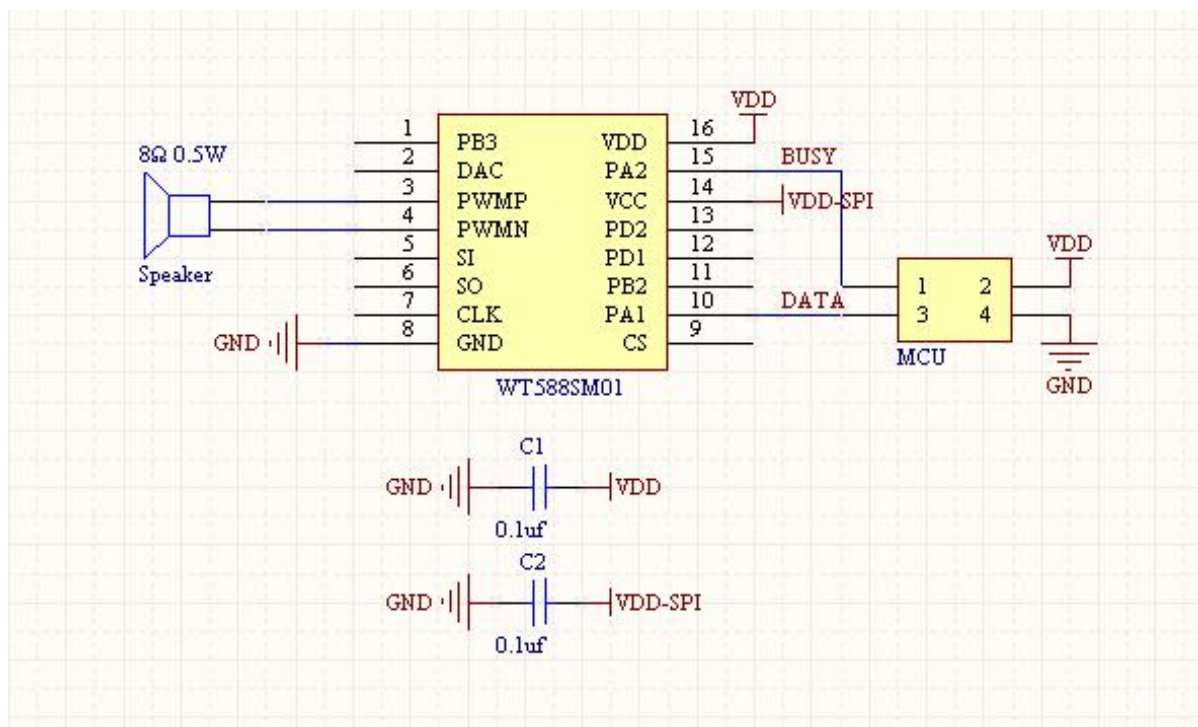 VDD
1 PB3 VDD 16
8Ω 0.5W
2 DAC PA2 15 BUSY
3 PWMP VCC 14 VDD-SPI
4 PWMN PD2 13
5 SI PD1 12
Speaker
VDD
6 SO PB2 11
1 2
7 CLK PA1 10 DATA
3 4
8 GND CS 9
GND
MCU
GND
WT588SM01
C1
GND VDD
0.1uf
C2
GND VDD-SPI
0.1uf